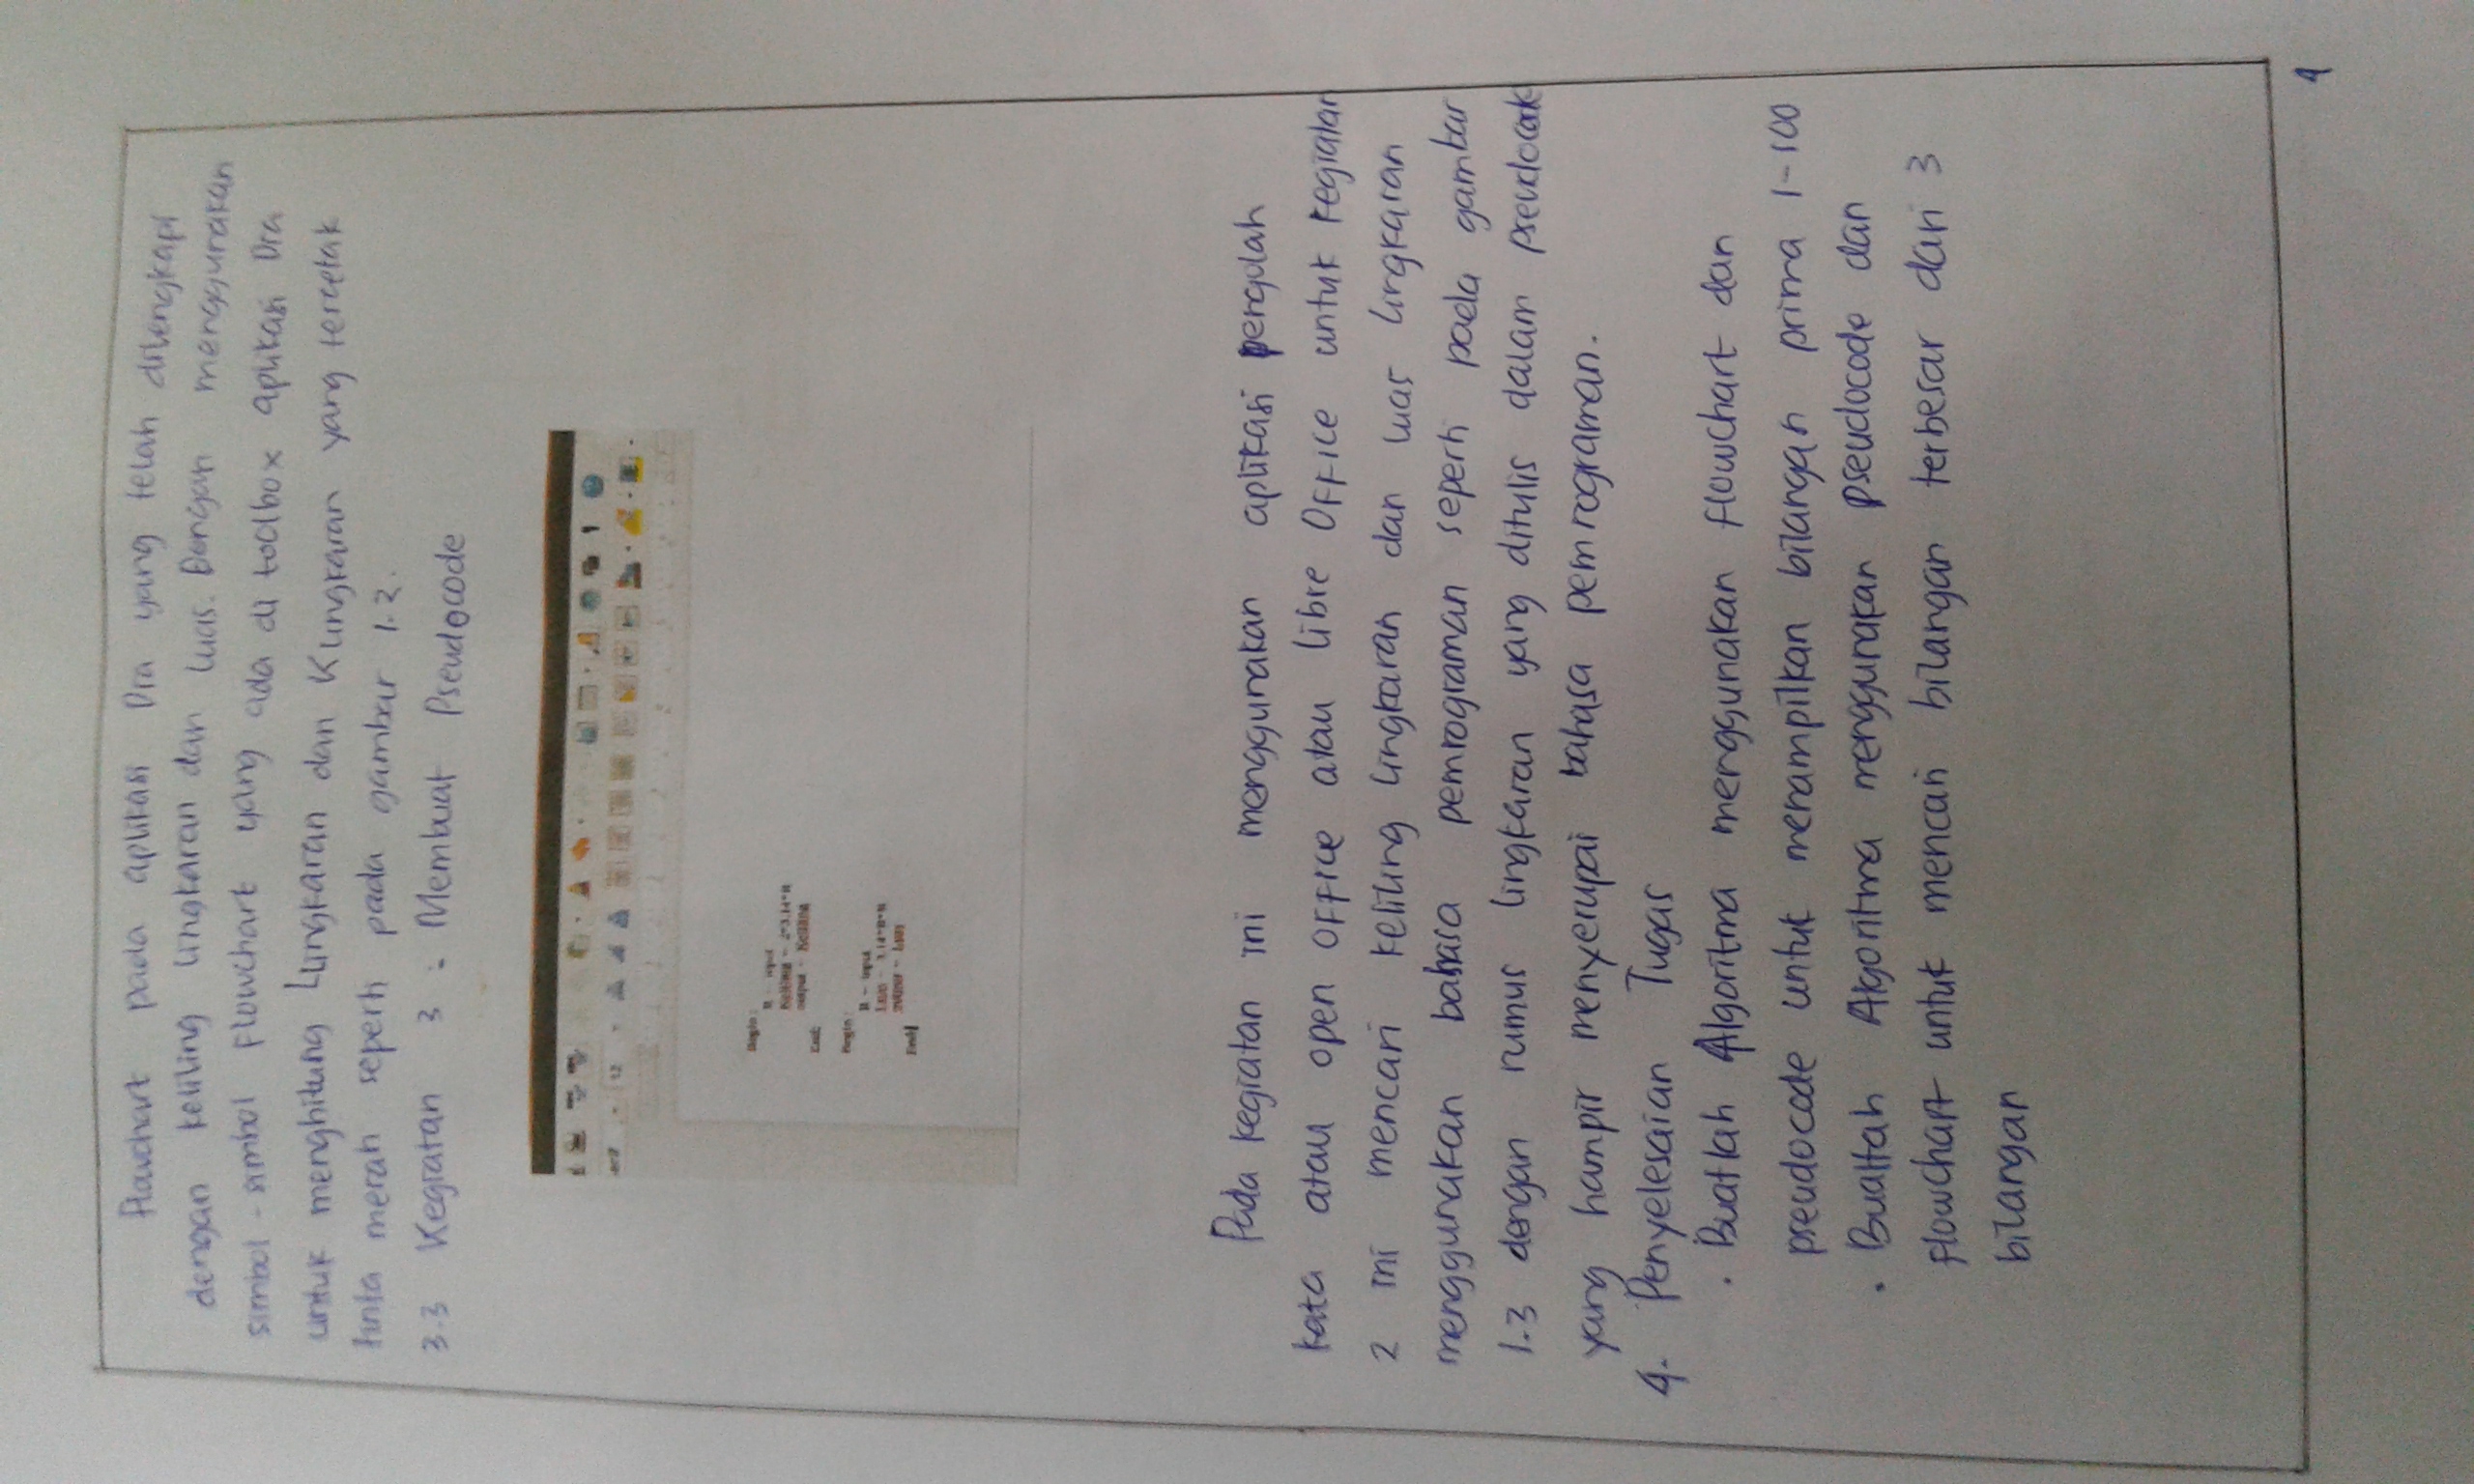 Flowchart pada aplikasi Dia yang telah dilengkapi
dengan keliling lingkaran dan luas. Dengan menggunakan
simbol-simbol flowchart yang ada di toolbox aplikasi Dia
untuk menghitung Llingkaran dan Klingkaran yang tercetak
tinta merah seperti pada gambar 1.2.
3.3 Kegiatan 3 : Membuat Pseudocode
12
Begin :
R = input
Keliling = 2*3.14*R
output = Keliling
End;
Begin :
R = input
Luas = 3.14*R*R
output = Luas
End;
Pada kegiatan ini menggunakan aplikasi pengolah
kata atau open office atau libre Office untuk kegiatan
2 ini mencari keliling lingkaran dan luas lingkaran
menggunakan bahasa pemrograman seperti pada gambar
1.3 dengan rumus lingkaran yang ditulis dalam pseudocode
yang hampir menyerupai bahasa pemrograman.
4. Penyelesaian Tugas
. Buatlah Algoritma menggunakan flowchart dan
pseudocode untuk menampilkan bilangan prima 1-100
. Buatlah Algoritma menggunakan pseudocode dan
flowchart untuk mencari bilangan terbesar dari 3
bilangan
4